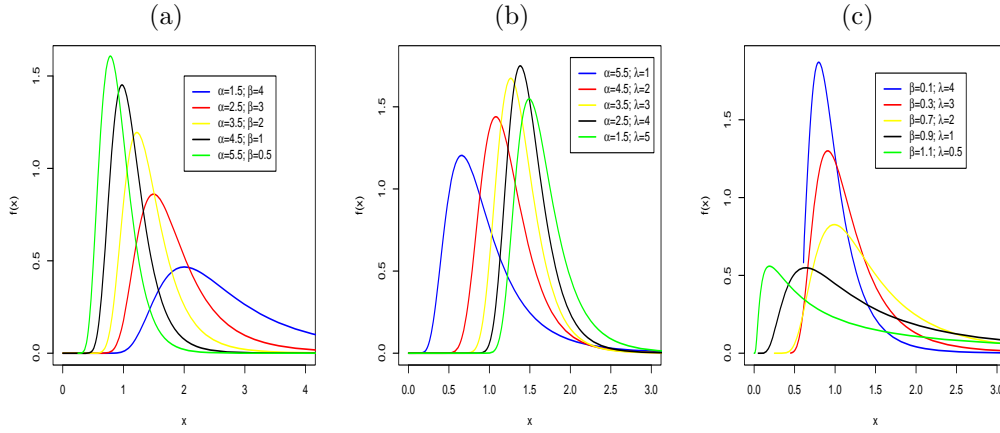 (a)
f(x)
0.0 0.5 1.0 1.5
α=1.5; β=4
α=2.5; β=3
α=3.5; β=2
α=4.5; β=1
α=5.5; β=0.5
0 1 2 3 4
x
(b)
f(x)
0.0 0.5 1.0 1.5
α=5.5; λ=1
α=4.5; λ=2
α=3.5; λ=3
α=2.5; λ=4
α=1.5; λ=5
0.0 0.5 1.0 1.5 2.0 2.5 3.0
x
(c)
f(x)
0.0 0.5 1.0 1.5
β=0.1; λ=4
β=0.3; λ=3
β=0.7; λ=2
β=0.9; λ=1
β=1.1; λ=0.5
0.0 0.5 1.0 1.5 2.0 2.5 3.0
x